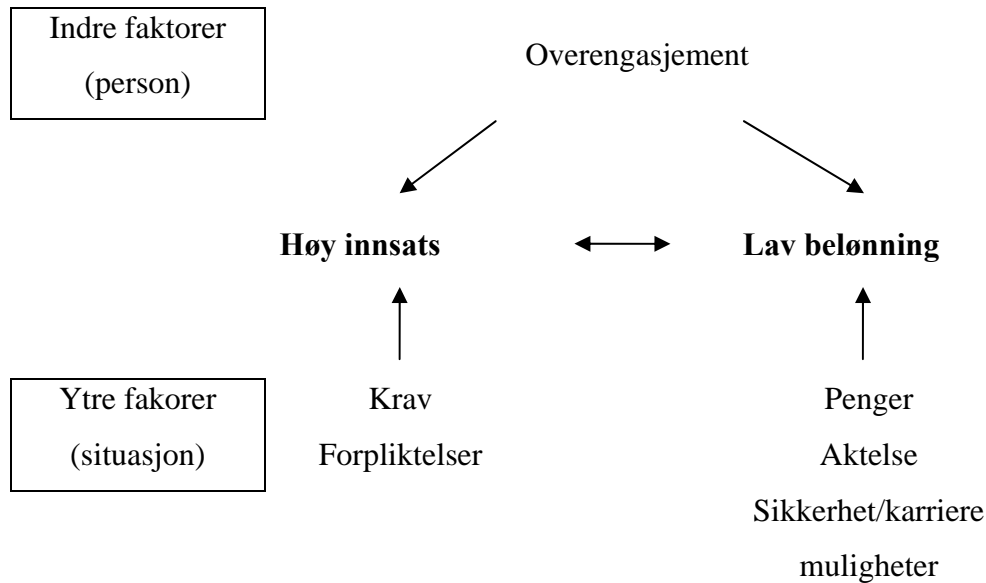 Indre faktorer
(person)
Overengasjement
Høy innsats
Lav belønning
Ytre fakorer
(situasjon)
Krav
Forpliktelser
Penger
Aktelse
Sikkerhet/karriere
muligheter